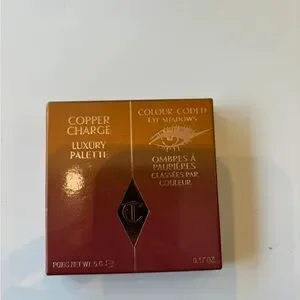 COPPER
CHARGE
LUXURY
PALETTE
COLOUR-CODED
EYE SHADOWS
OMBRES À
PAUPIÈRES
CLASSÉES PAR
COULEUR
0.17 OZ.